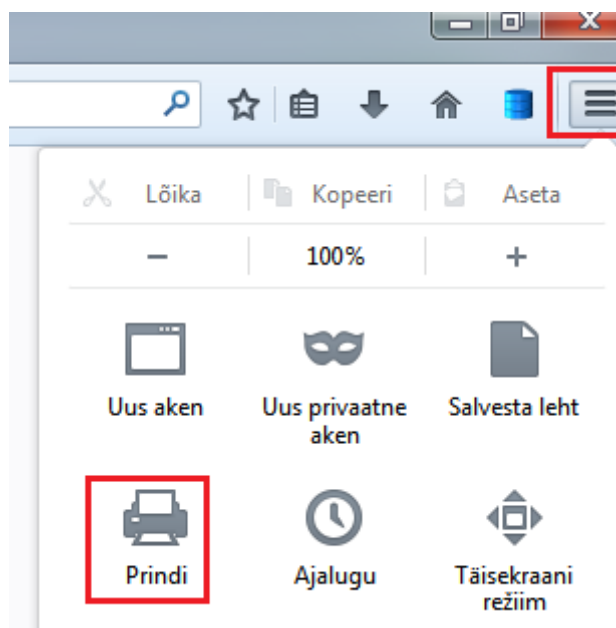 Lõika Kopeeri Aseta
− 100% +
Uus aken Uus privaatne aken Salvesta leht
Prindi Ajalugu Täisekraani režiim